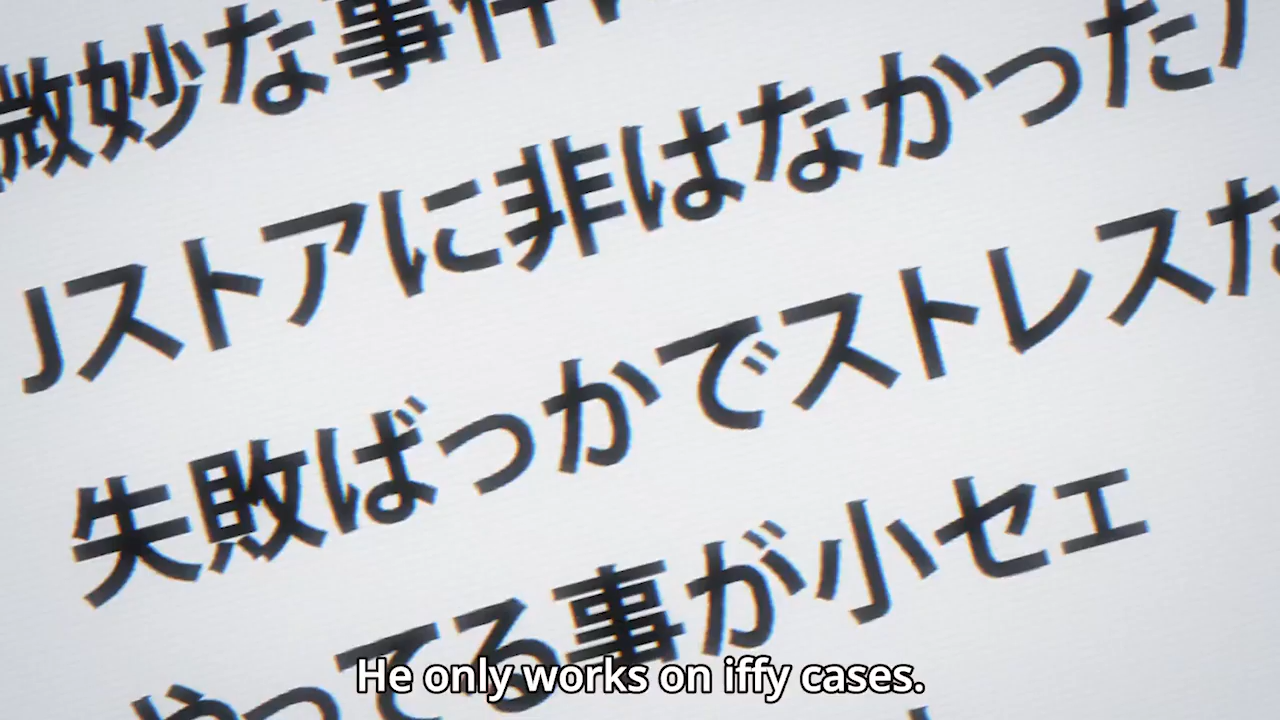 微妙な事件
Jストアに非はなかった
失敗ばっかでストレスた
やってる事が小セェ
He only works on iffy cases.